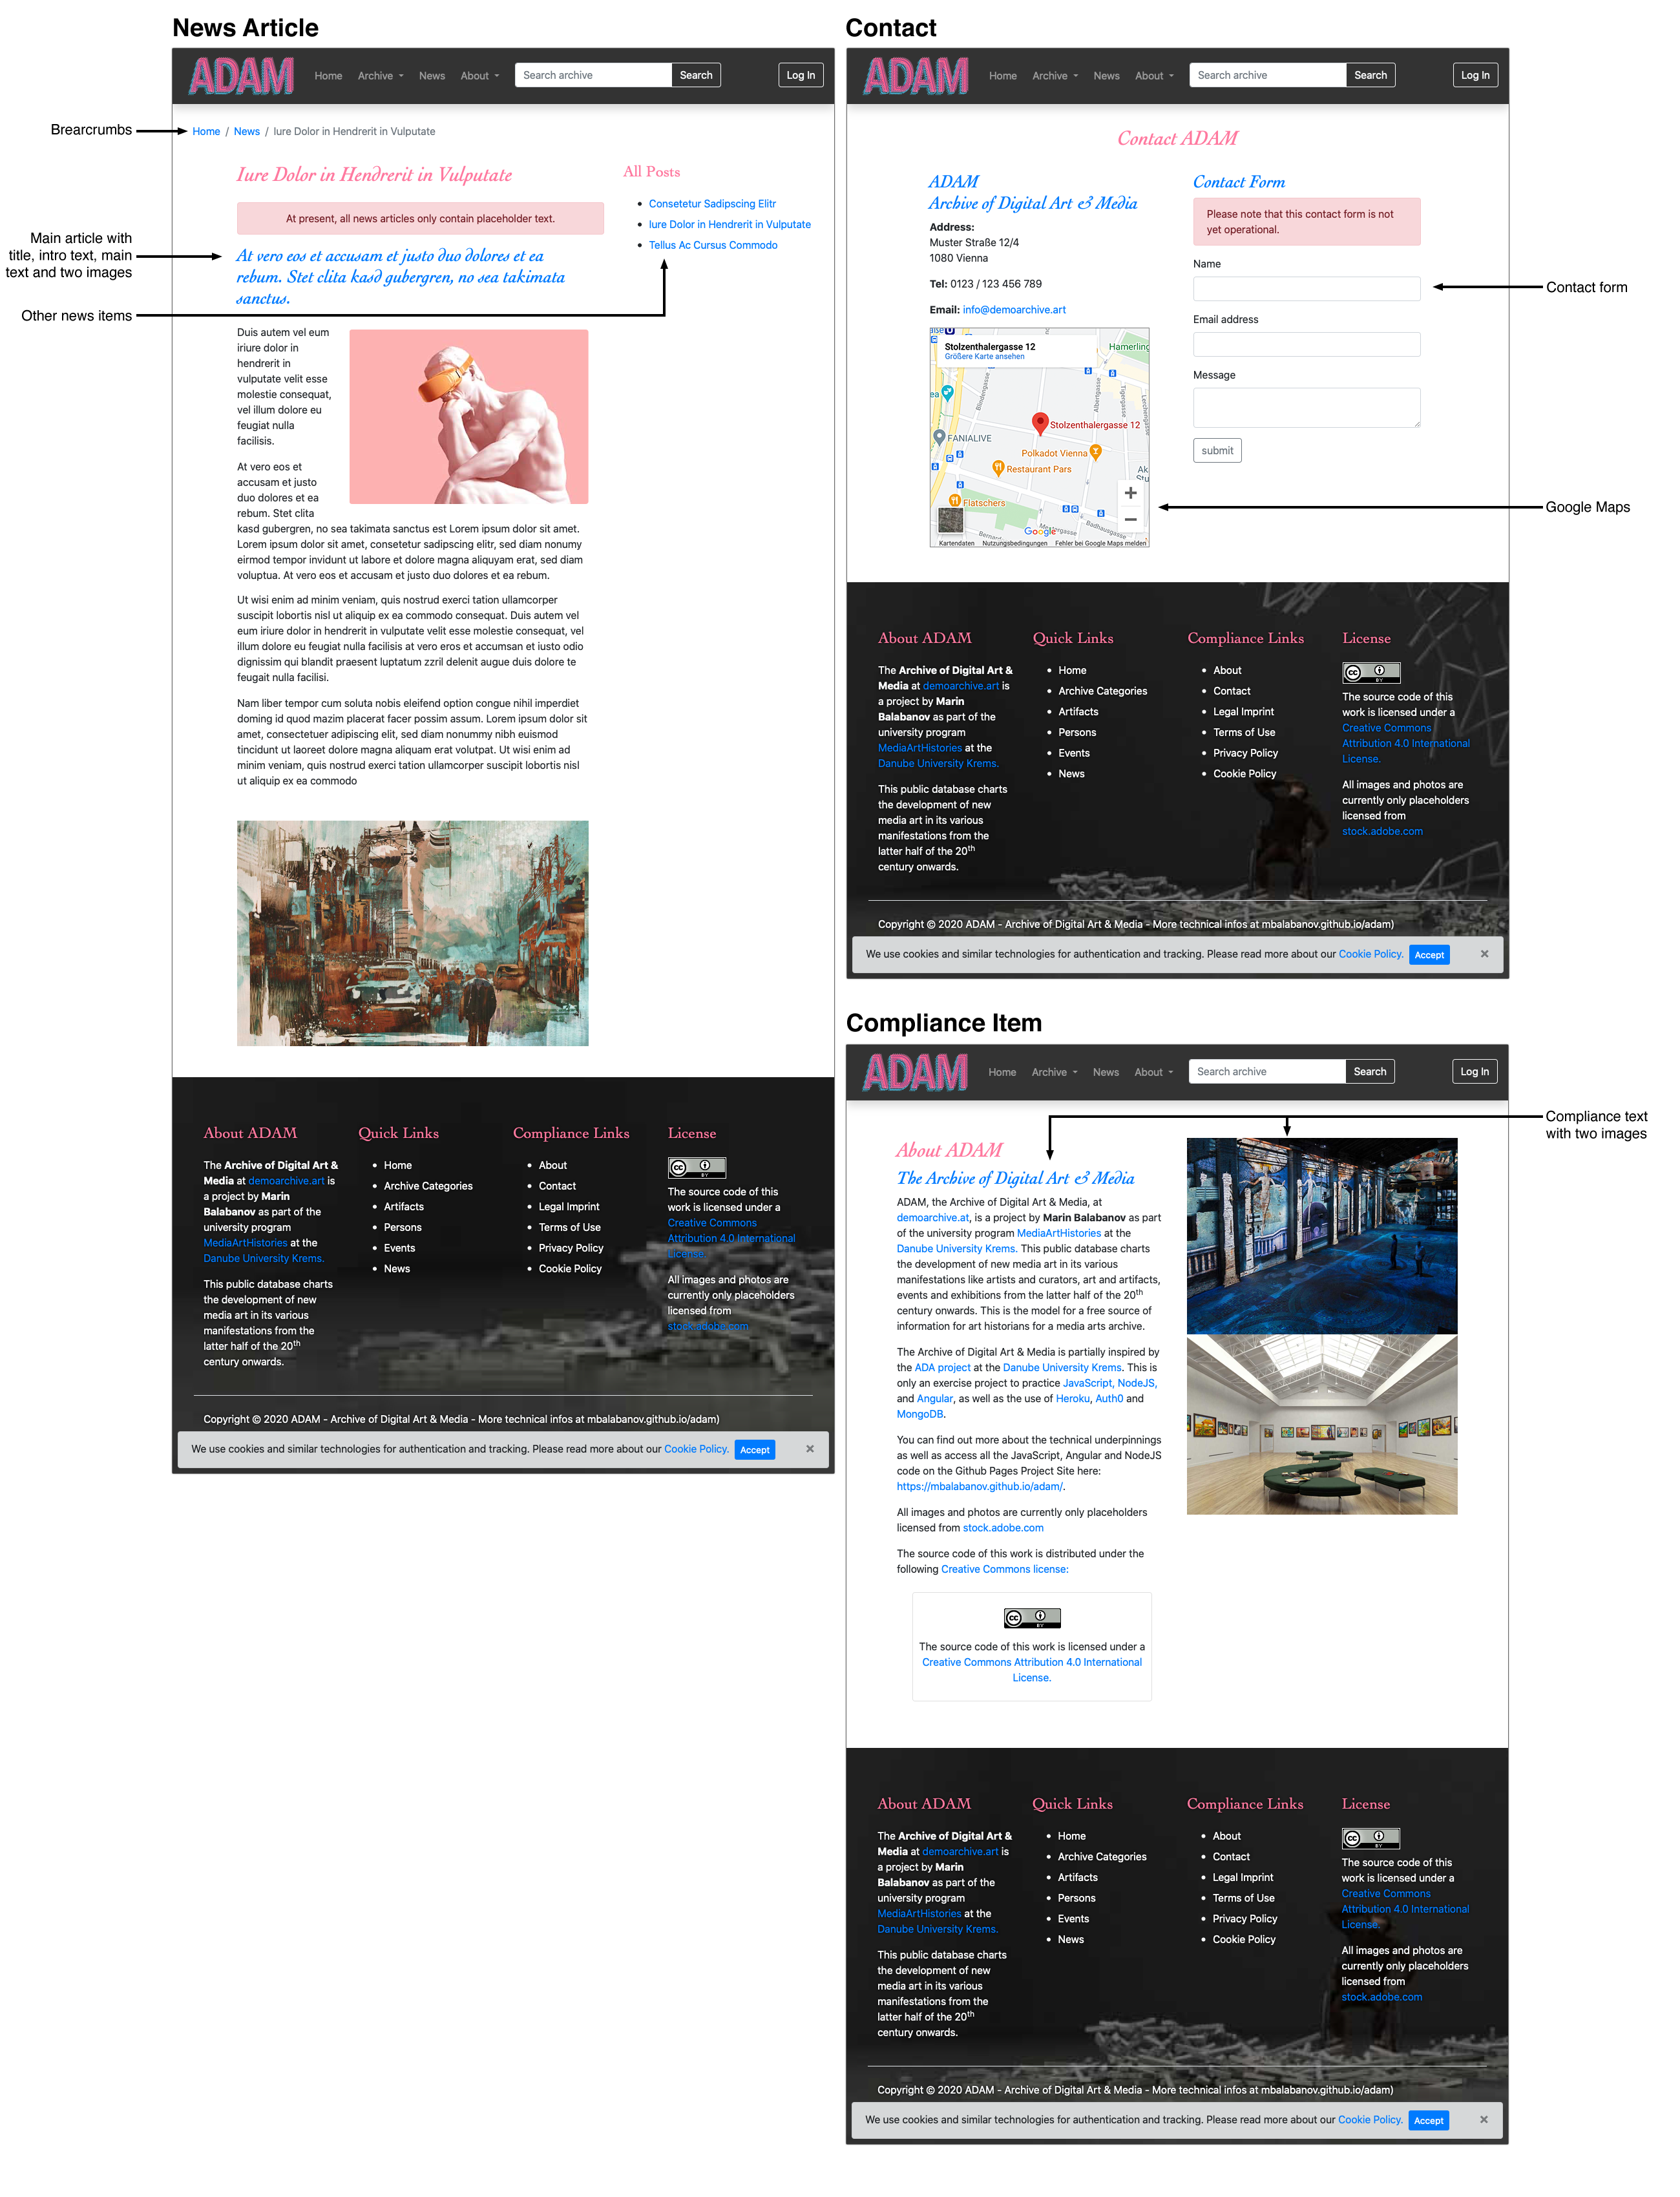 News Article
ADAM
Home
Archive
News
About
Search archive
Search
Log In
Brearcrumbs
Home / News / Iure Dolor in Hendrerit in Vulputate
Iure Dolor in Hendrerit in Vulputate
At present, all news articles only contain placeholder text.
Main article with
title, intro text, main
text and two images
At vero eos et accusam et justo duo dolores et ea
rebum. Stet clita kasd gubergren, no sea takimata
sanctus.
All Posts
Consetetur Sadipscing Elitr
Iure Dolor in Hendrerit in Vulputate
Tellus Ac Cursus Commodo
Other news items
Duis autem vel eum
iriure dolor in
hendrerit in
vulputate velit esse
molestie consequat,
vel illum dolore eu
feugiat nulla
facilisis.
At vero eos et
accusam et justo
duo dolores et ea
rebum. Stet clita
kasd gubergren, no sea takimata sanctus est Lorem ipsum dolor sit amet.
Lorem ipsum dolor sit amet, consetetur sadipscing elitr, sed diam nonumy
eirmod tempor invidunt ut labore et dolore magna aliquyam erat, sed diam
voluptua. At vero eos et accusam et justo duo dolores et ea rebum.
Ut wisi enim ad minim veniam, quis nostrud exerci tation ullamcorper
suscipit lobortis nisl ut aliquip ex ea commodo consequat. Duis autem vel
eum iriure dolor in hendrerit in vulputate velit esse molestie consequat, vel
illum dolore eu feugiat nulla facilisis at vero eros et accumsan et iusto odio
dignissim qui blandit praesent luptatum zzril delenit augue duis dolore te
feugait nulla facilisi.
Nam liber tempor cum soluta nobis eleifend option congue nihil imperdiet
doming id quod mazim placerat facer possim assum. Lorem ipsum dolor sit
amet, consectetuer adipiscing elit, sed diam nonummy nibh euismod
tincidunt ut laoreet dolore magna aliquam erat volutpat. Ut wisi enim ad
minim veniam, quis nostrud exerci tation ullamcorper suscipit lobortis nisl
ut aliquip ex ea commodo
About ADAM
The Archive of Digital Art &
Media at demoarchive.art is
a project by Marin
Balabanov as part of the
university program
MediaArtHistories at the
Danube University Krems.
This public database charts
the development of new
media art in its various
manifestations from the
latter half of the 20th
century onwards.
Quick Links
Home
Archive Categories
Artifacts
Persons
Events
News
Compliance Links
About
Contact
Legal Imprint
Terms of Use
Privacy Policy
Cookie Policy
License
cc BY
The source code of this
work is licensed under a
Creative Commons
Attribution 4.0 International
License.
All images and photos are
currently only placeholders
licensed from
stock.adobe.com
Copyright © 2020 ADAM - Archive of Digital Art & Media - More technical infos at mbalabanov.github.io/adam)
We use cookies and similar technologies for authentication and tracking. Please read more about our Cookie Policy. Accept ×
Contact
ADAM
Home
Archive
News
About
Search archive
Search
Log In
Contact ADAM
ADAM
Archive of Digital Art & Media
Address:
Muster Straße 12/4
1080 Vienna
Tel: 0123 / 123 456 789
Email: info@demoarchive.art
Stolzenthalergasse 12
Größere Karte ansehen
Hamerling
Blindengasse
Albertgasse
Tigergasse
Stolzenthalergasse 12
FANIALIVE
Polkadot Vienna
Restaurant Pars
Flatschers
Ak
Stu
Badhausgasse
Google
Kartendaten Nutzungsbedingungen Fehler bei Google Maps melden
Contact Form
Please note that this contact form is not
yet operational.
Name
Email address
Message
submit
Contact form
Google Maps
About ADAM
The Archive of Digital Art &
Media at demoarchive.art is
a project by Marin
Balabanov as part of the
university program
MediaArtHistories at the
Danube University Krems.
This public database charts
the development of new
media art in its various
manifestations from the
latter half of the 20th
century onwards.
Quick Links
Home
Archive Categories
Artifacts
Persons
Events
News
Compliance Links
About
Contact
Legal Imprint
Terms of Use
Privacy Policy
Cookie Policy
License
cc BY
The source code of this
work is licensed under a
Creative Commons
Attribution 4.0 International
License.
All images and photos are
currently only placeholders
licensed from
stock.adobe.com
Copyright © 2020 ADAM - Archive of Digital Art & Media - More technical infos at mbalabanov.github.io/adam)
We use cookies and similar technologies for authentication and tracking. Please read more about our Cookie Policy. Accept ×
Compliance Item
ADAM
Home
Archive
News
About
Search archive
Search
Log In
Compliance text
with two images
About ADAM
The Archive of Digital Art & Media
ADAM, the Archive of Digital Art & Media, at
demoarchive.at, is a project by Marin Balabanov as part
of the university program MediaArtHistories at the
Danube University Krems. This public database charts
the development of new media art in its various
manifestations like artists and curators, art and artifacts,
events and exhibitions from the latter half of the 20th
century onwards. This is the model for a free source of
information for art historians for a media arts archive.
The Archive of Digital Art & Media is partially inspired by
the ADA project at the Danube University Krems. This is
only an exercise project to practice JavaScript, NodeJS,
and Angular, as well as the use of Heroku, Auth0 and
MongoDB.
You can find out more about the technical underpinnings
as well as access all the JavaScript, Angular and NodeJS
code on the Github Pages Project Site here:
https://mbalabanov.github.io/adam/.
All images and photos are currently only placeholders
licensed from stock.adobe.com
The source code of this work is distributed under the
following Creative Commons license:
cc BY
The source code of this work is licensed under a
Creative Commons Attribution 4.0 International
License.
About ADAM
The Archive of Digital Art &
Media at demoarchive.art is
a project by Marin
Balabanov as part of the
university program
MediaArtHistories at the
Danube University Krems.
This public database charts
the development of new
media art in its various
manifestations from the
latter half of the 20th
century onwards.
Quick Links
Home
Archive Categories
Artifacts
Persons
Events
News
Compliance Links
About
Contact
Legal Imprint
Terms of Use
Privacy Policy
Cookie Policy
License
cc BY
The source code of this
work is licensed under a
Creative Commons
Attribution 4.0 International
License.
All images and photos are
currently only placeholders
licensed from
stock.adobe.com
Copyright © 2020 ADAM - Archive of Digital Art & Media - More technical infos at mbalabanov.github.io/adam)
We use cookies and similar technologies for authentication and tracking. Please read more about our Cookie Policy. Accept ×